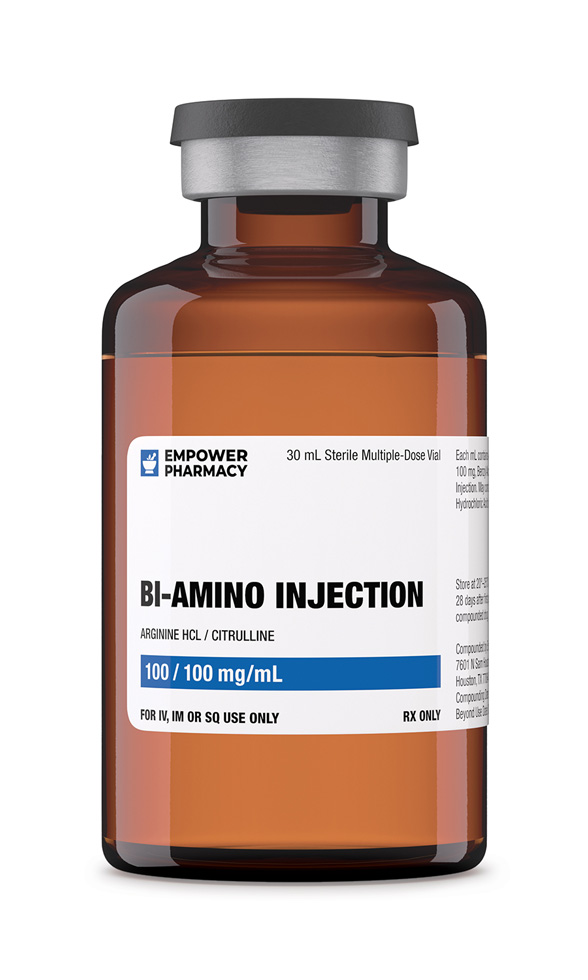 EMPOWER
PHARMACY
30 mL Sterile Multiple-Dose Vial
BI-AMINO INJECTION
ARGININE HCL / CITRULLINE
100 / 100 mg/mL
FOR IV, IM OR SQ USE ONLY
RX ONLY
Each mL
100 mg, 
Injection, May
Store at 20°
28 days after
Compounded
7601 N Sam
Houston, TX
Compounding
Beyond Use